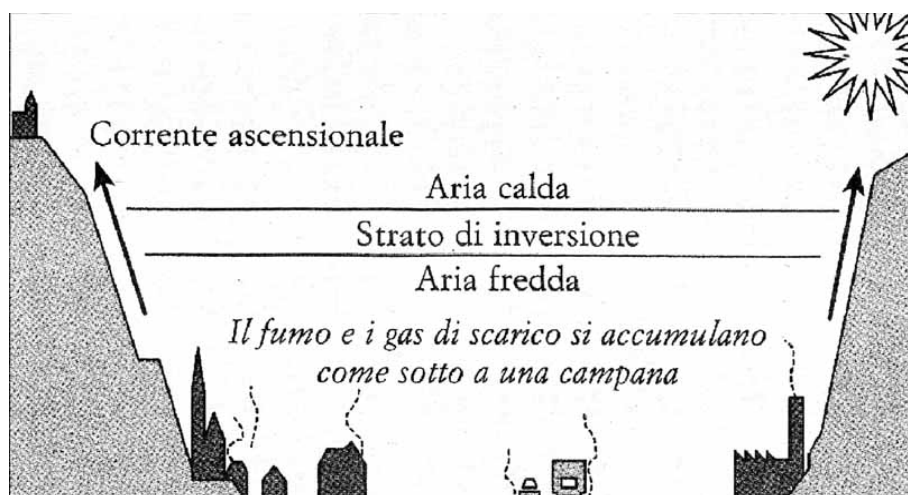 Corrente ascensionale
Aria calda
Strato di inversione
Aria fredda
Il fumo e i gas di scarico si accumulano
come sotto a una campana